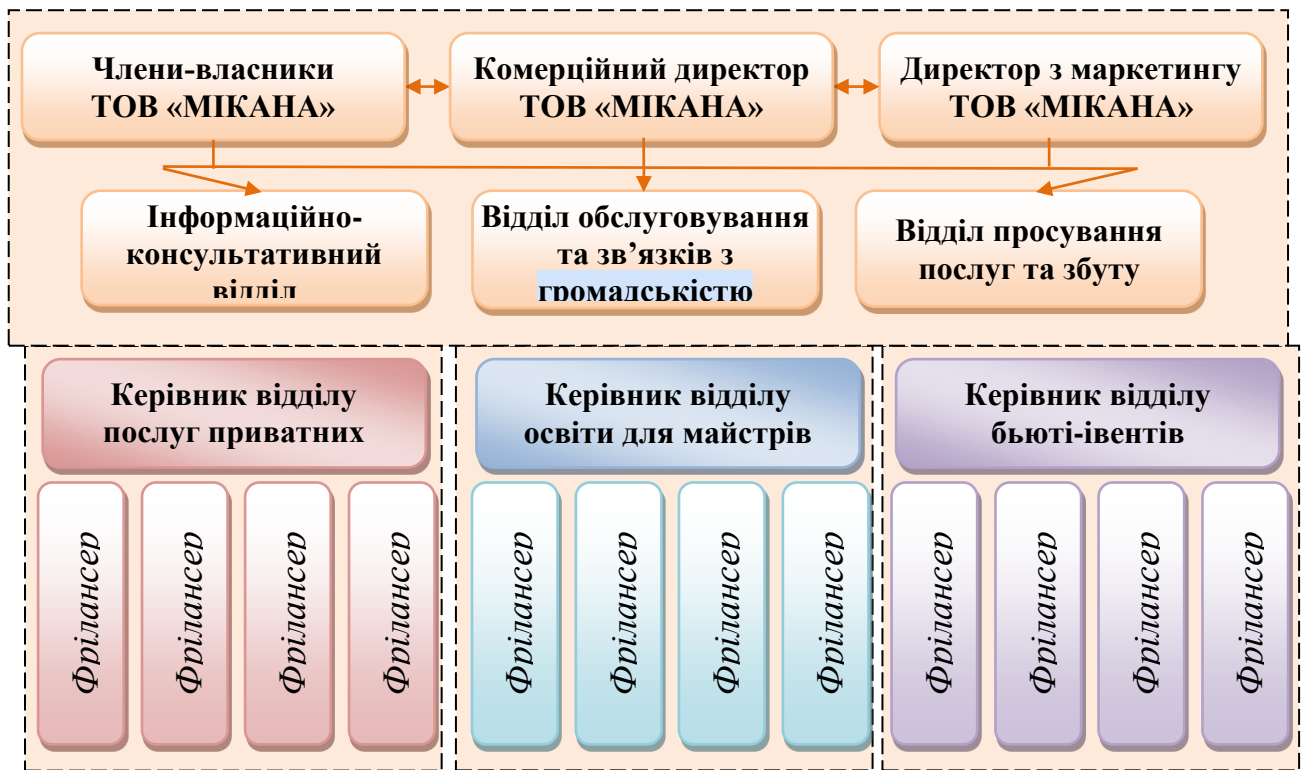 Члени-власники
ТОВ «МІКАНА»
Комерційний директор
ТОВ «МІКАНА»
Директор з маркетингу
ТОВ «МІКАНА»
Інформаційно-
консультативний
відділ
Відділ обслуговування
та зв’язків з
громадськістю
Відділ просування
послуг та збуту
Керівник відділу
послуг приватних
Керівник відділу
освіти для майстрів
Керівник відділу
бьюті-івентів
Фрілансер
Фрілансер
Фрілансер
Фрілансер
Фрілансер
Фрілансер
Фрілансер
Фрілансер
Фрілансер
Фрілансер
Фрілансер
Фрілансер